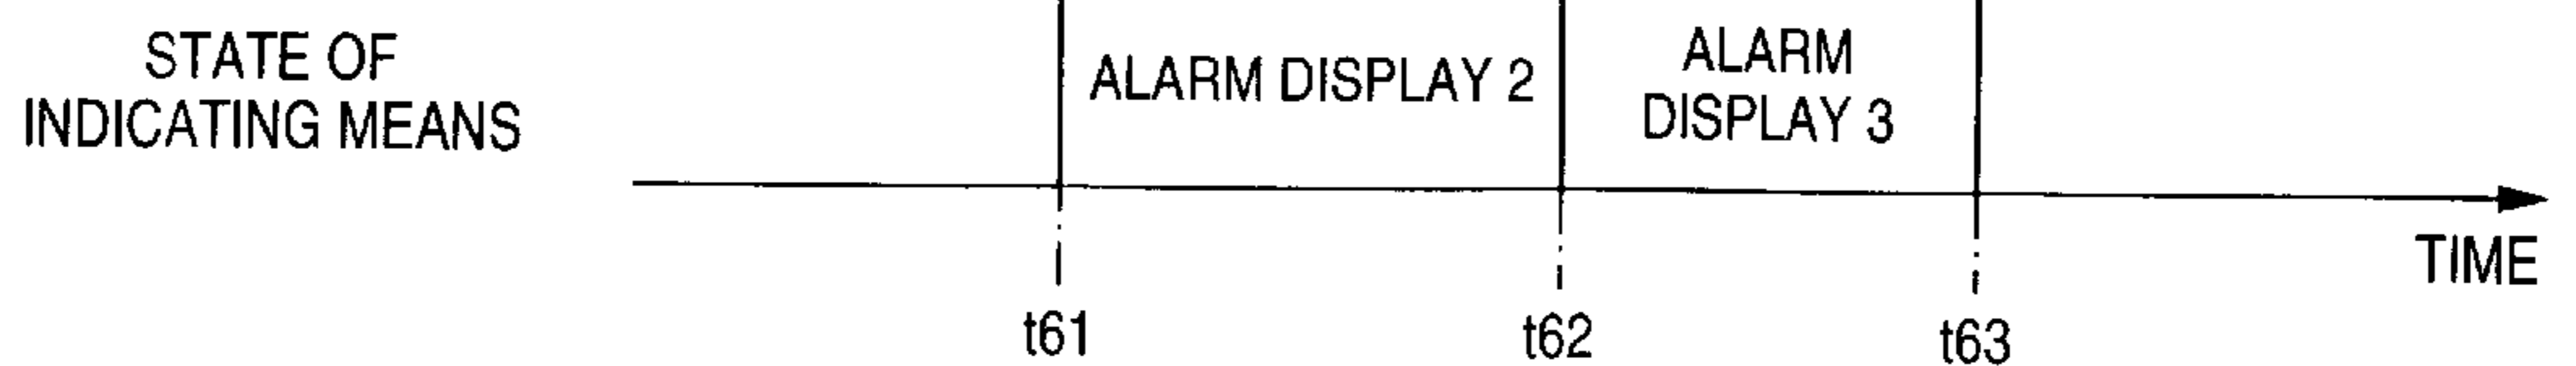 STATE OF
INDICATING MEANS
ALARM DISPLAY 2
ALARM
DISPLAY 3
TIME
t61
t62
t63